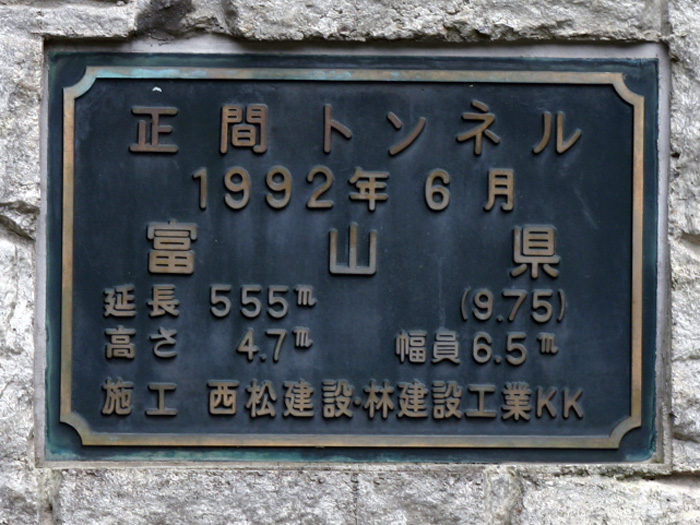 正間トンネル
1992年6月
富山県
延長 555m (9.75)
高さ 4.7m 幅員6.5m
施工 西松建設・林建設工業KK